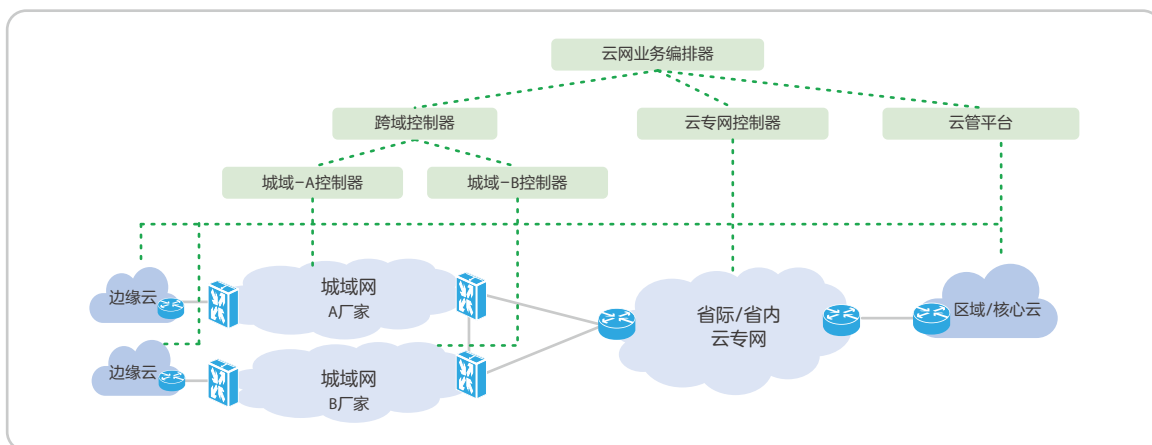 云网业务编排器
跨域控制器
云专网控制器
云管平台
城域-A控制器
城域-B控制器
边缘云
城域网
A厂家
省际/省内
云专网
区域/核心云
边缘云
城域网
B厂家